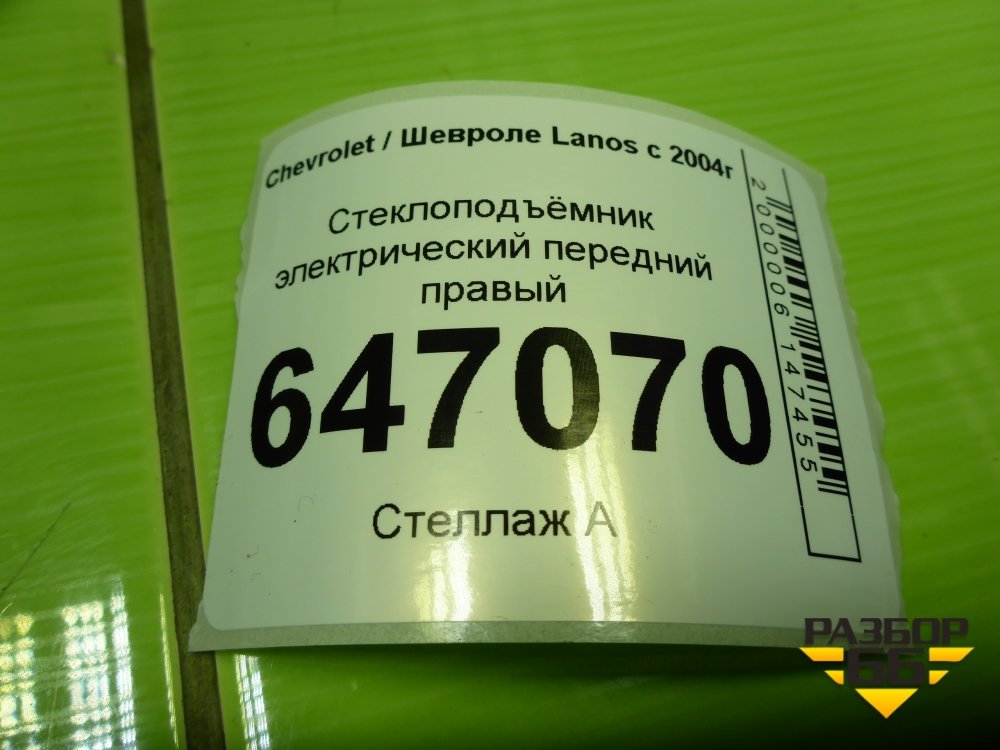 Chevrolet / Шевроле Lanos с 2004г
Стеклоподъёмник
электрический передний
правый
647070
Стеллаж А
2000006147455
РАЗБОР
66